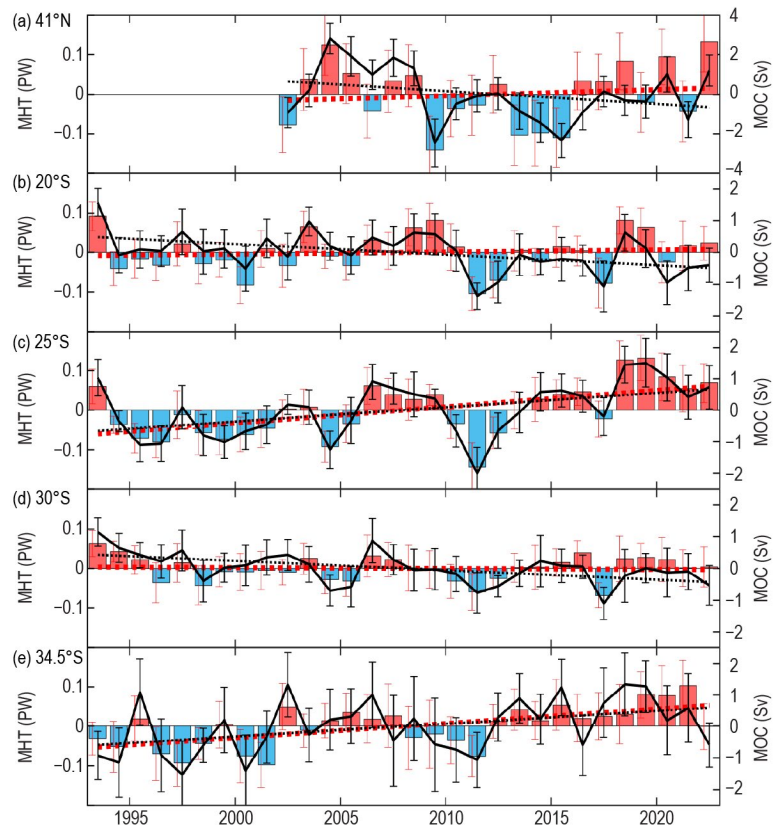 (a) 41°N
MHT (PW)
0.1
0
−0.1
4
2
0
−2
−4
MOC (Sv)
(b) 20°S
MHT (PW)
0.1
0
−0.1
2
1
0
−1
−2
MOC (Sv)
(c) 25°S
MHT (PW)
0.1
0
−0.1
2
1
0
−1
−2
MOC (Sv)
(d) 30°S
MHT (PW)
0.1
0
−0.1
2
1
0
−1
−2
MOC (Sv)
(e) 34.5°S
MHT (PW)
0.1
0
−0.1
2
1
0
−1
−2
MOC (Sv)
1995 2000 2005 2010 2015 2020